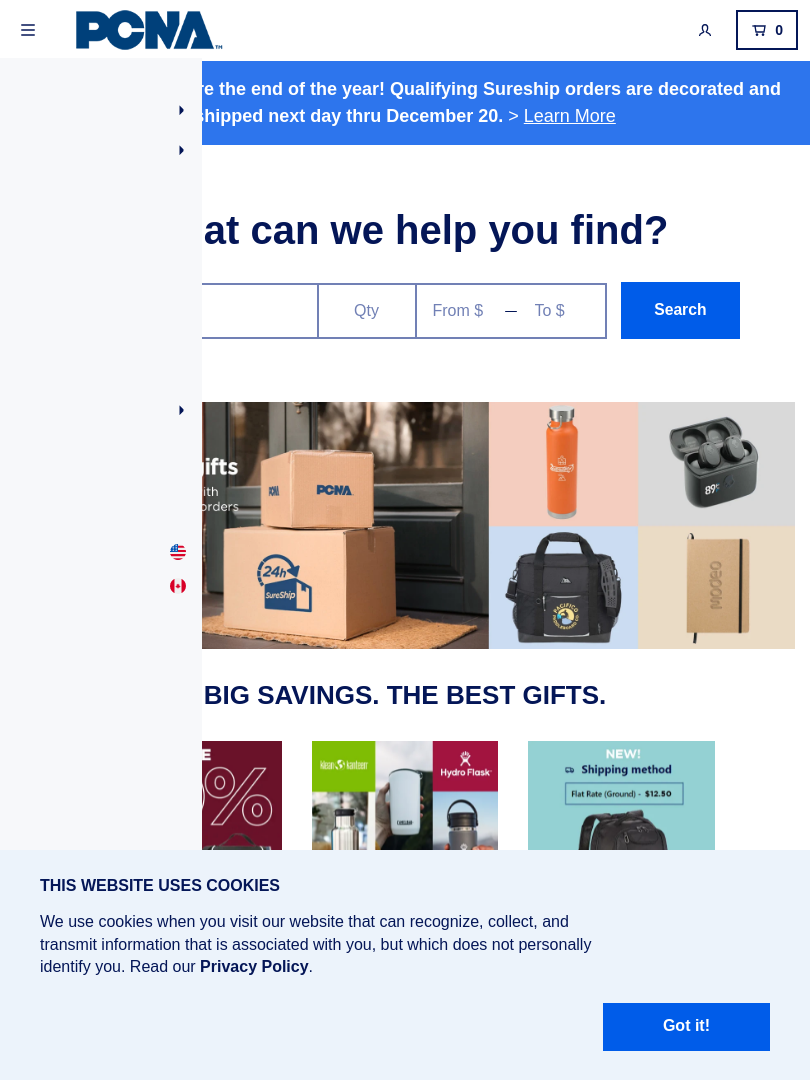 PCNA™
0
re the end of the year! Qualifying Sureship orders are decorated and
shipped next day thru December 20. > Learn More
at can we help you find?
Qty
From $ — To $
Search
gifts
ith
orders
PCNA
PCNA
24h
SureShip
89%
PACIFICO
MODEO
BIG SAVINGS. THE BEST GIFTS.
E
%
Klean kanteen
Hydro Flask
CAMELBAK
NEW!
Shipping method
Flat Rate (Ground) - $12.50
THIS WEBSITE USES COOKIES
We use cookies when you visit our website that can recognize, collect, and
transmit information that is associated with you, but which does not personally
identify you. Read our Privacy Policy.
Got it!